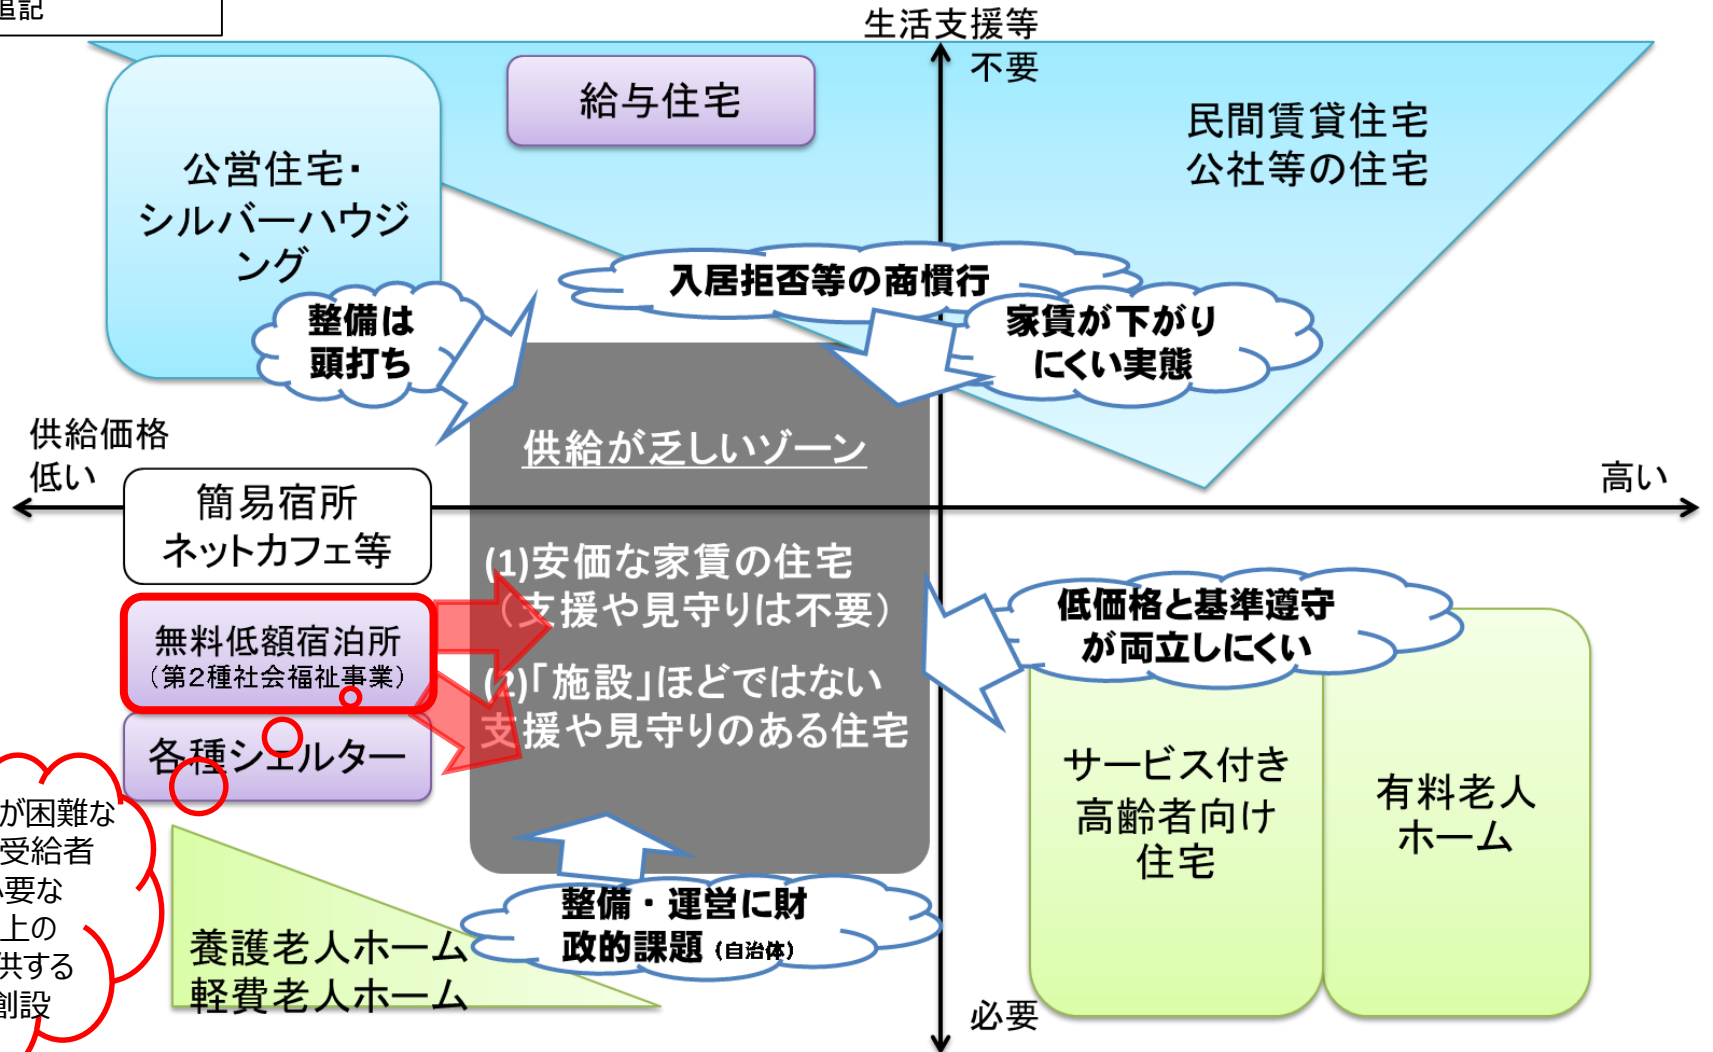 追記
生活支援等
不要
給与住宅
民間賃貸住宅
公社等の住宅
公営住宅・
シルバーハウジ
ング
入居拒否等の商慣行
整備は
頭打ち
家賃が下がり
にくい実態
供給価格
低い
高い
供給が乏しいゾーン
簡易宿所
ネットカフェ等
(1)安価な家賃の住宅
（支援や見守りは不要）
(2)「施設」ほどではない
支援や見守りのある住宅
無料低額宿泊所
（第2種社会福祉事業）
各種シェルター
低価格と基準遵守
が両立しにくい
サービス付き
高齢者向け
住宅
有料老人
ホーム
が困難な
受給者
必要な
上の
供する
創設
整備・運営に財
政的課題（自治体）
養護老人ホーム
軽費老人ホーム
必要